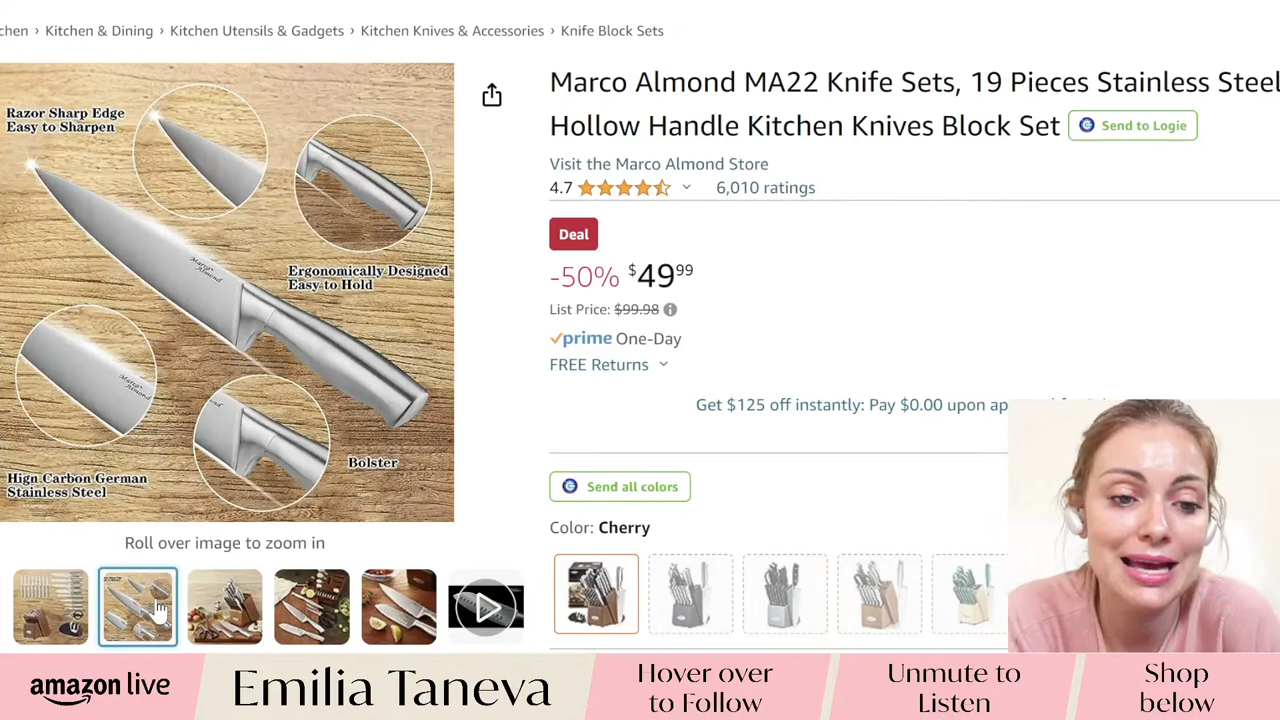 chen › Kitchen & Dining › Kitchen Utensils & Gadgets › Kitchen Knives & Accessories › Knife Block Sets
Razor Sharp Edge
Easy to Sharpen
Marco
Almond
Ergonomically Designed
Easy to Hold
Marco
Almond
Bolster
Hign Carbon German
Stainless Steel
Roll over image to zoom in
Marco Almond MA22 Knife Sets, 19 Pieces Stainless Steel
Hollow Handle Kitchen Knives Block Set
Send to Logie
Visit the Marco Almond Store
4.7 6,010 ratings
Deal
-50% $49 99
List Price: $99.98
prime One-Day
FREE Returns
Get $125 off instantly: Pay $0.00 upon ap
Send all colors
Color: Cherry
amazon live
Emilia Taneva
Hover over
to Follow
Unmute to
Listen
Shop
below